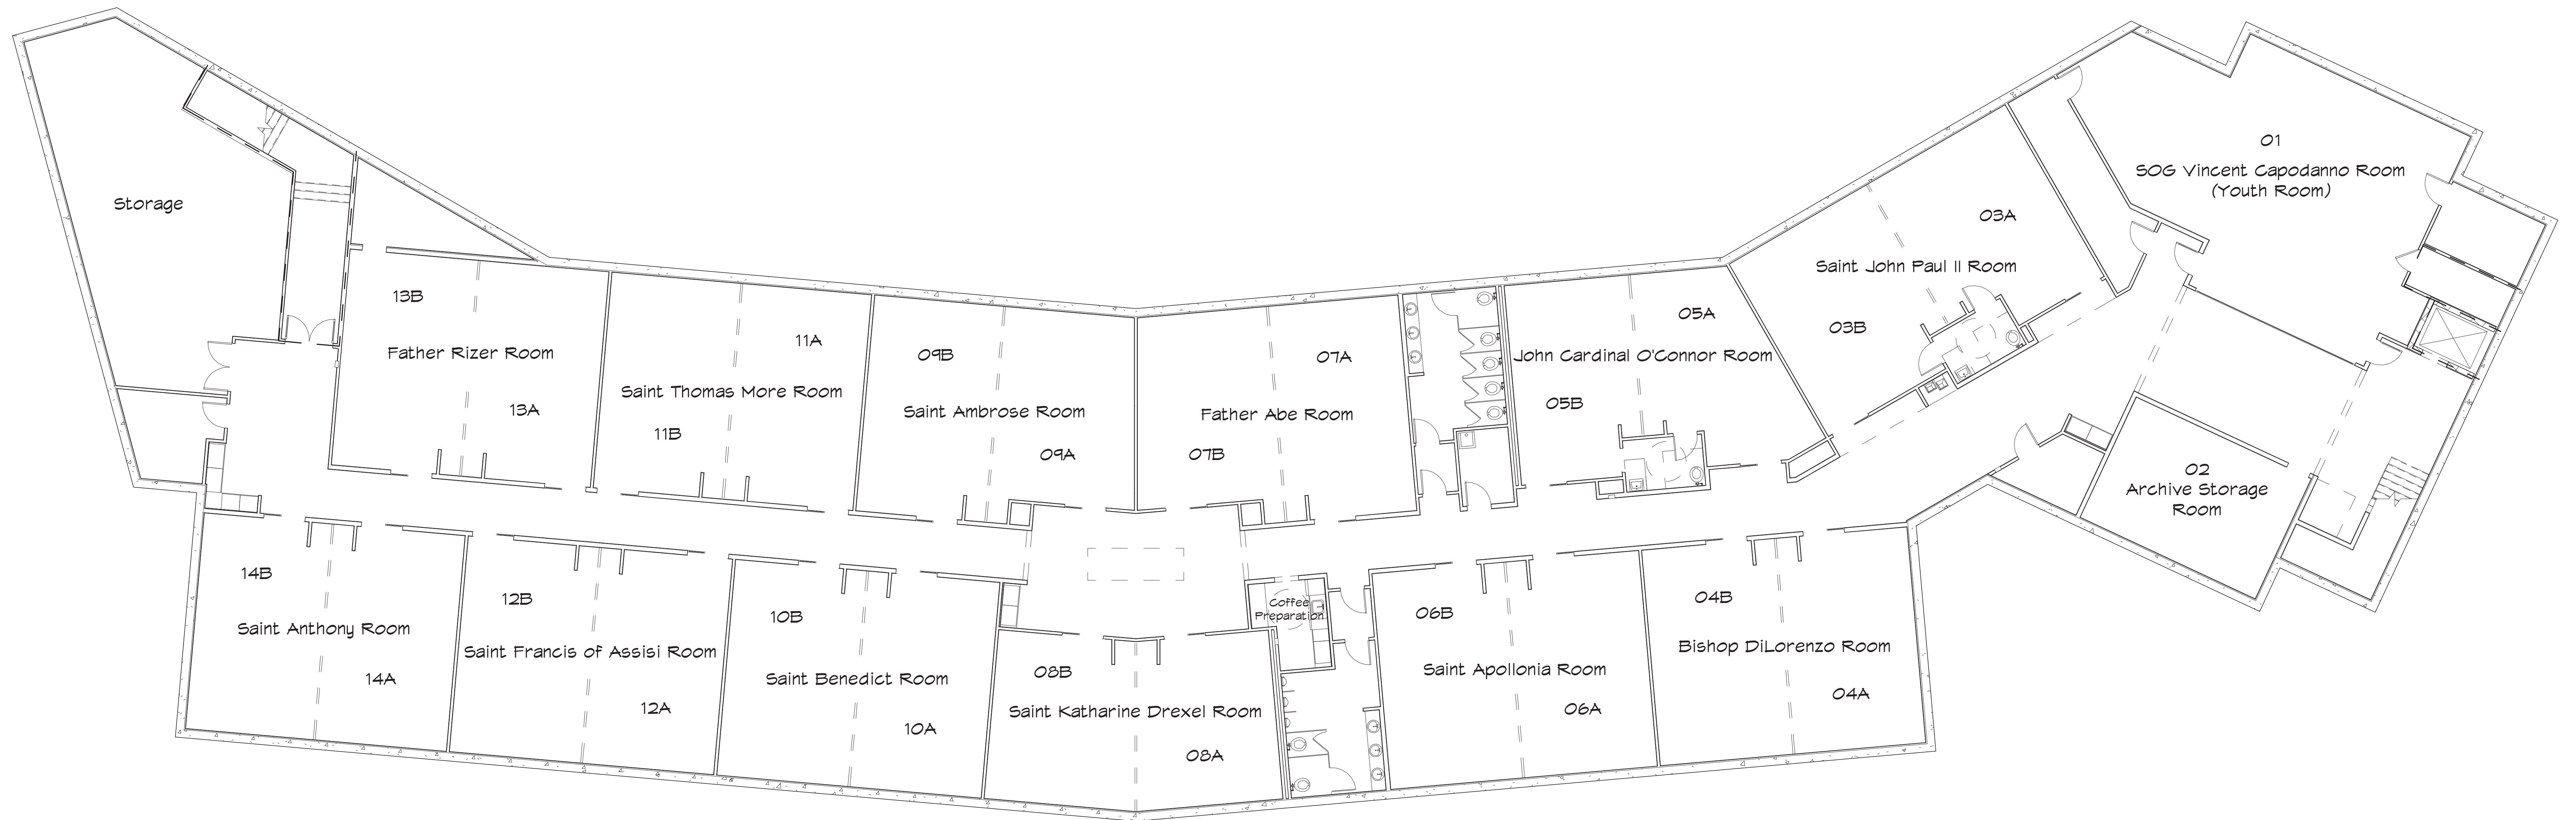 01
SOG Vincent Capodanno Room
(Youth Room)
Storage
03A
Saint John Paul II Room
03B
13B
Father Rizer Room
13A
11A
Saint Thomas More Room
11B
09B
Saint Ambrose Room
09A
07A
Father Abe Room
07B
05A
John Cardinal O'Connor Room
05B
02
Archive Storage
Room
14B
Saint Anthony Room
14A
12B
Saint Francis of Assisi Room
12A
10B
Saint Benedict Room
10A
08B
Saint Katharine Drexel Room
08A
Coffee
Preparation
06B
Saint Apollonia Room
06A
04B
Bishop DiLorenzo Room
04A